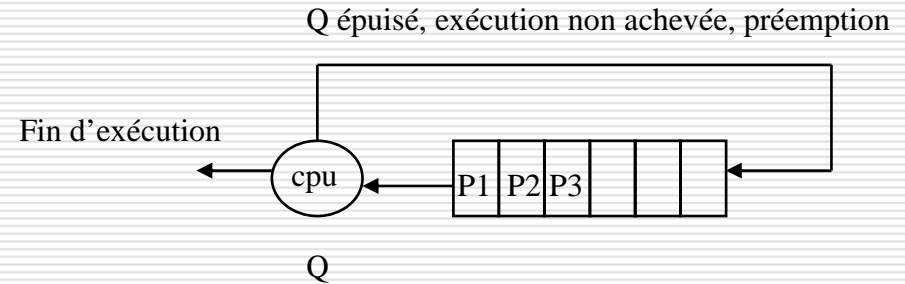 Q épuisé, exécution non achevée, préemption
Fin d’exécution
cpu
P1 P2 P3
Q